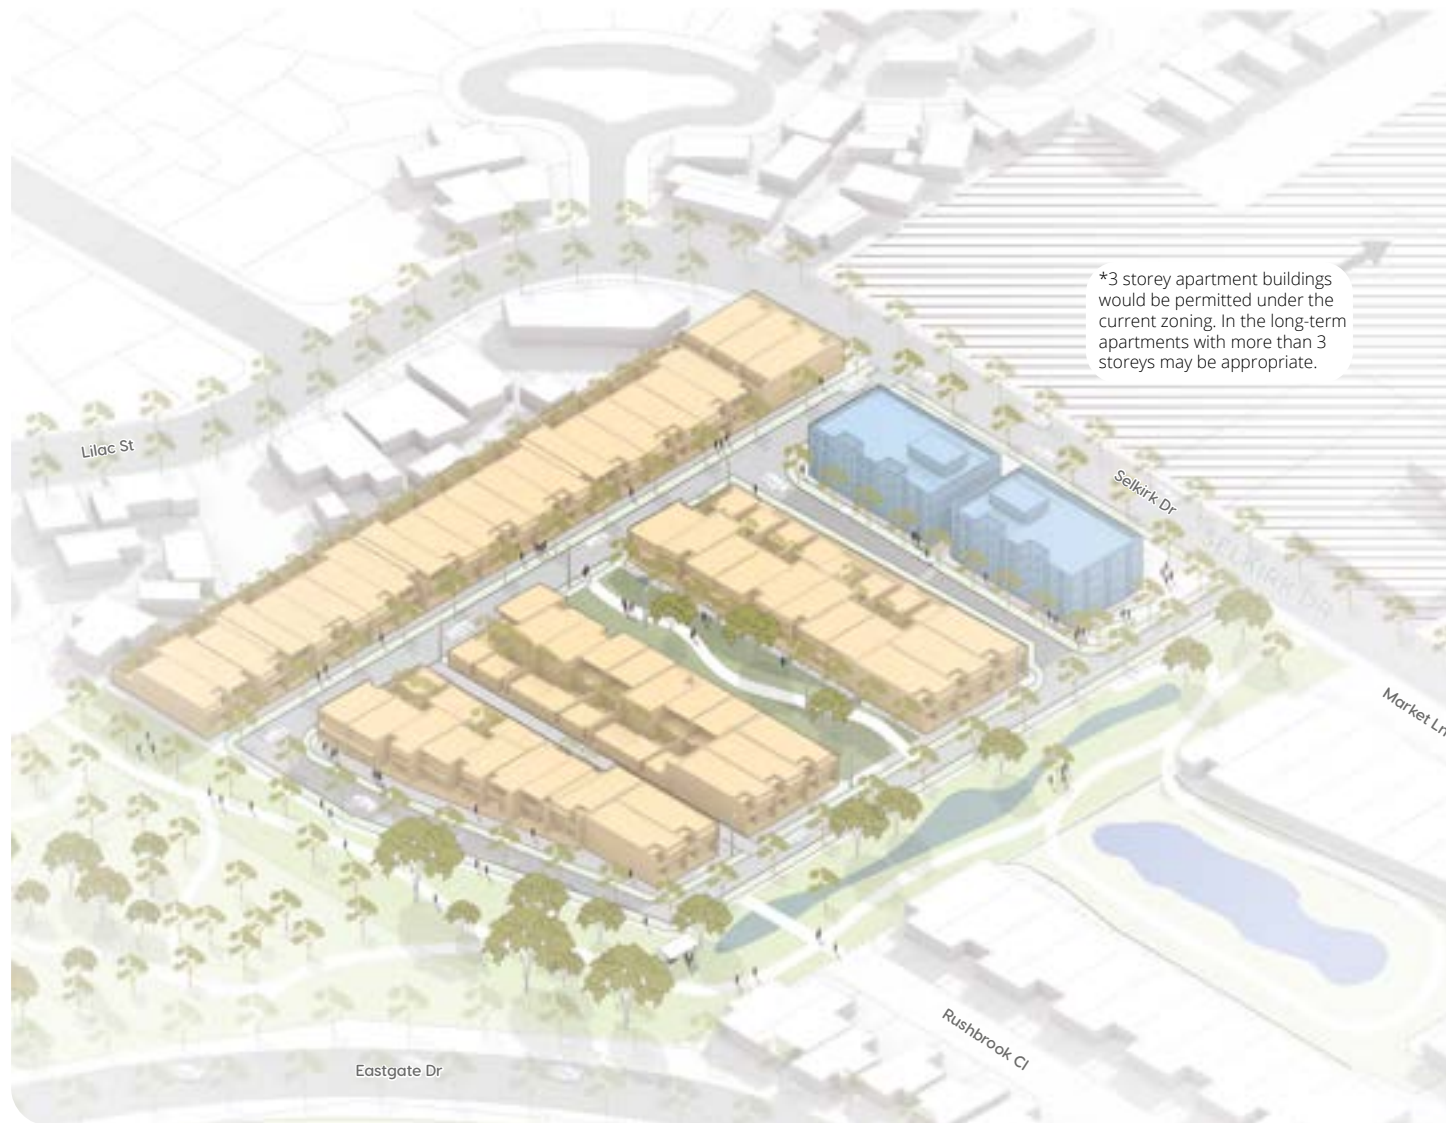 *3 storey apartment buildings
would be permitted under the
current zoning. In the long-term
apartments with more than 3
storeys may be appropriate.
Lilac St
Selkirk Dr
SELKIRK DR
Market Ln
Rushbrook Cl
Eastgate Dr